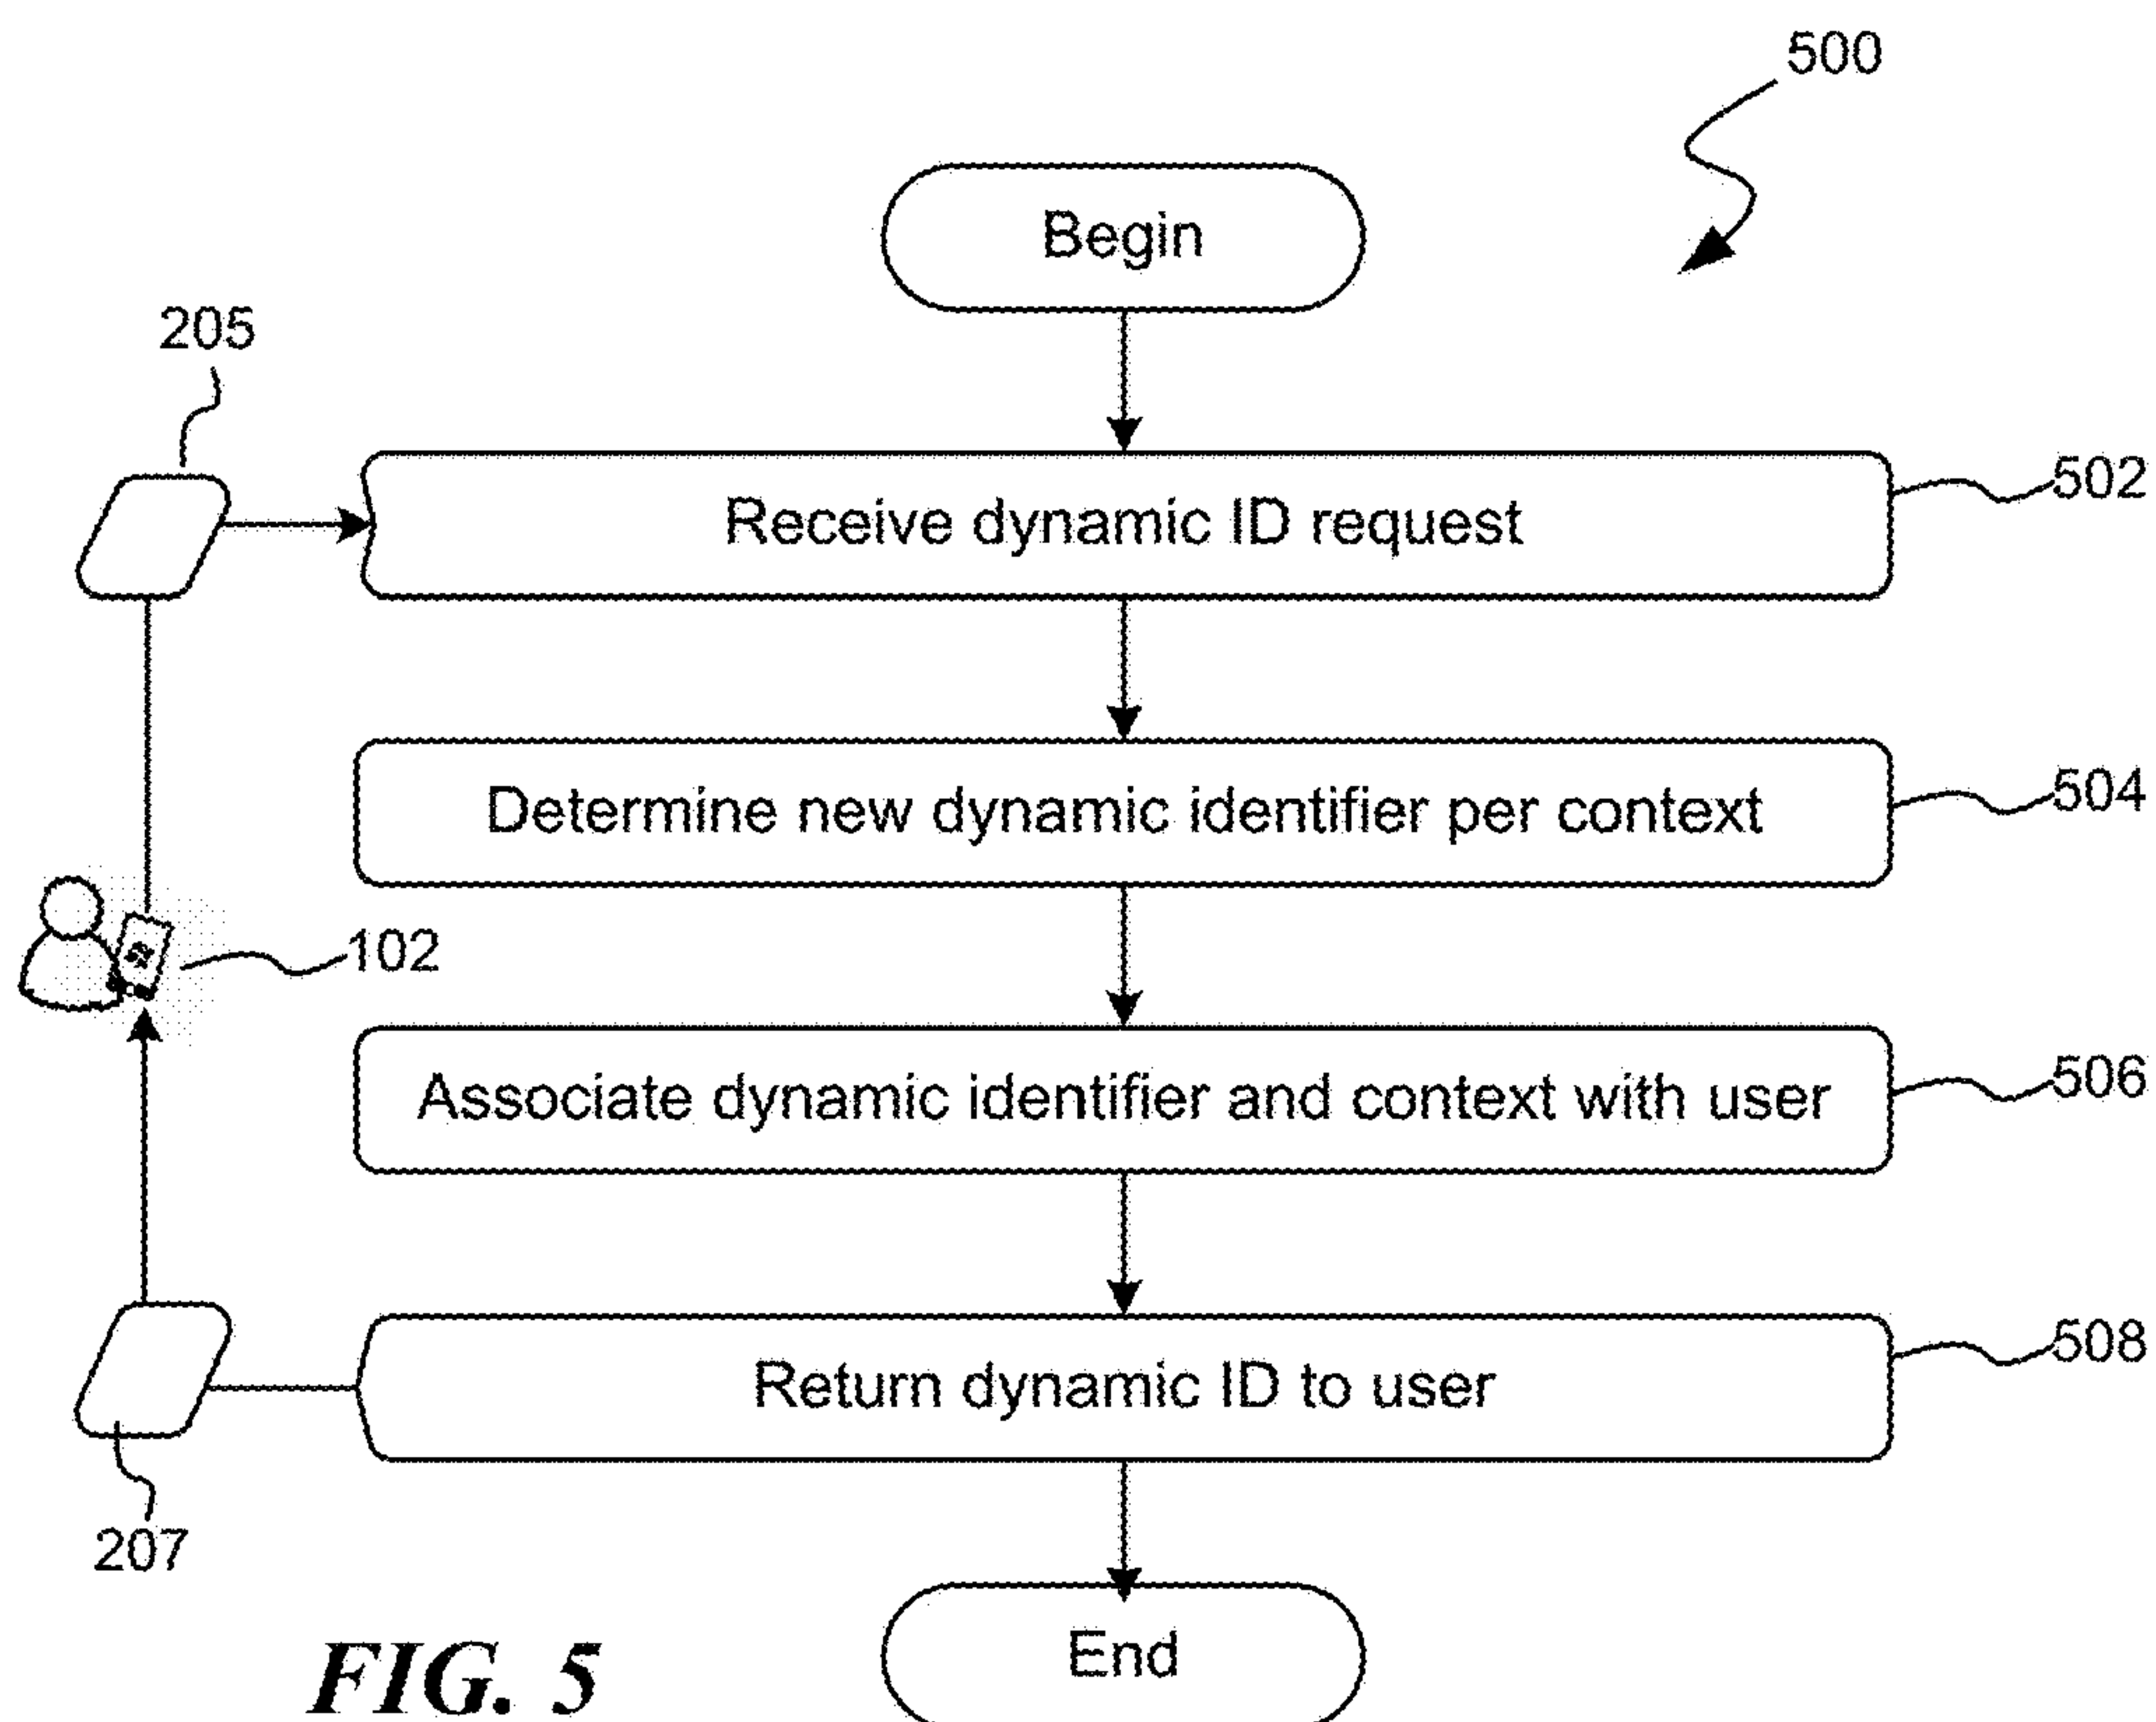 500
Begin
205
Receive dynamic ID request
502
Determine new dynamic identifier per context
504
102
Associate dynamic identifier and context with user
506
Return dynamic ID to user
508
207
End
FIG. 5